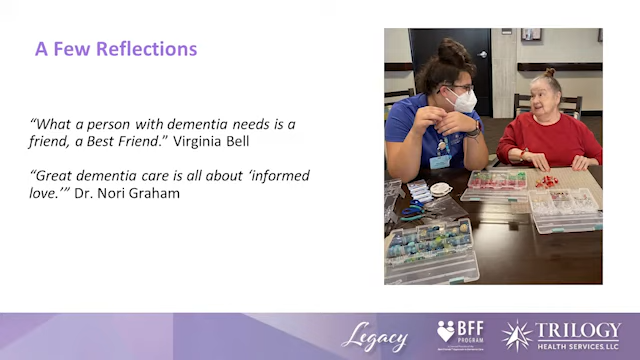 A Few Reflections
“What a person with dementia needs is a
friend, a Best Friend.” Virginia Bell
“Great dementia care is all about ‘informed
love.’” Dr. Nori Graham
Legacy
BFF
PROGRAM
TRILOGY
HEALTH SERVICES, LLC